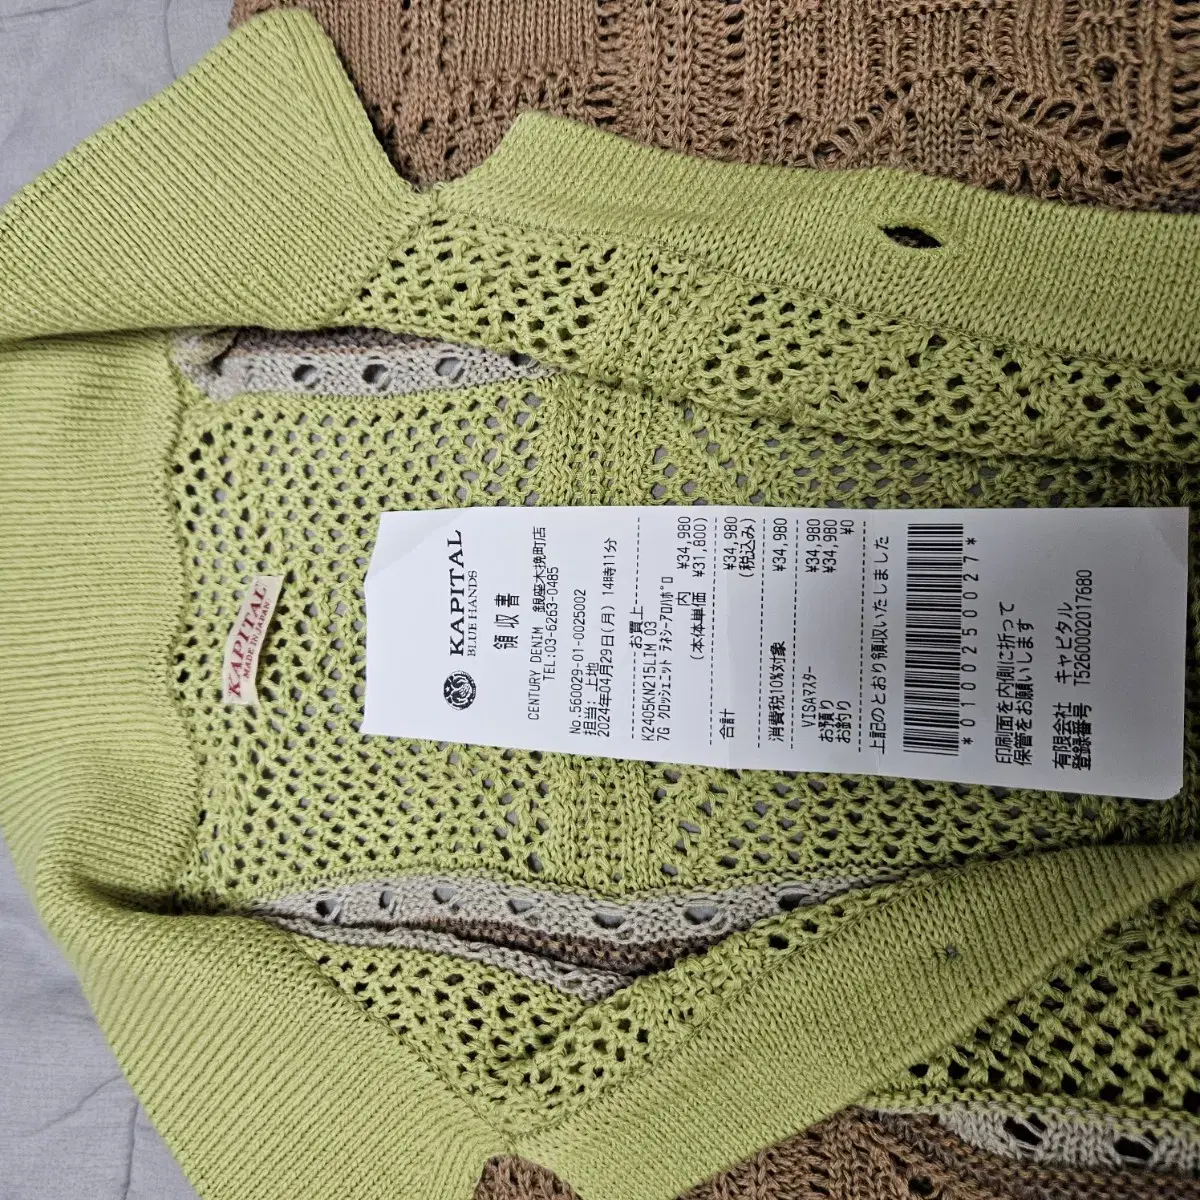 KAPITAL
MADE IN JAPAN
KAPITAL
BLUE HANDS
領収書
CENTURY DENIM 銀座木挽町店
TEL:03-6263-0485
No.560029-01-0025002
担当: 上地
2024年04月29日(月) 14時11分
お買上
K2405KN215LIM 03
7G クロッシェニット テネシーアロハポロ
内 ¥34,980
(本体単価 ¥31,800)
合計 ¥34,980
(税込み)
消費税10%対象 ¥34,980
VISA\マスター ¥34,980
お預り ¥34,980
お釣り ¥0
上記のとおり領収いたしました
*0100250027*
印刷面を内側に折って
保管をお願いします
有限会社 キャピタル
登録番号 T5260002017680